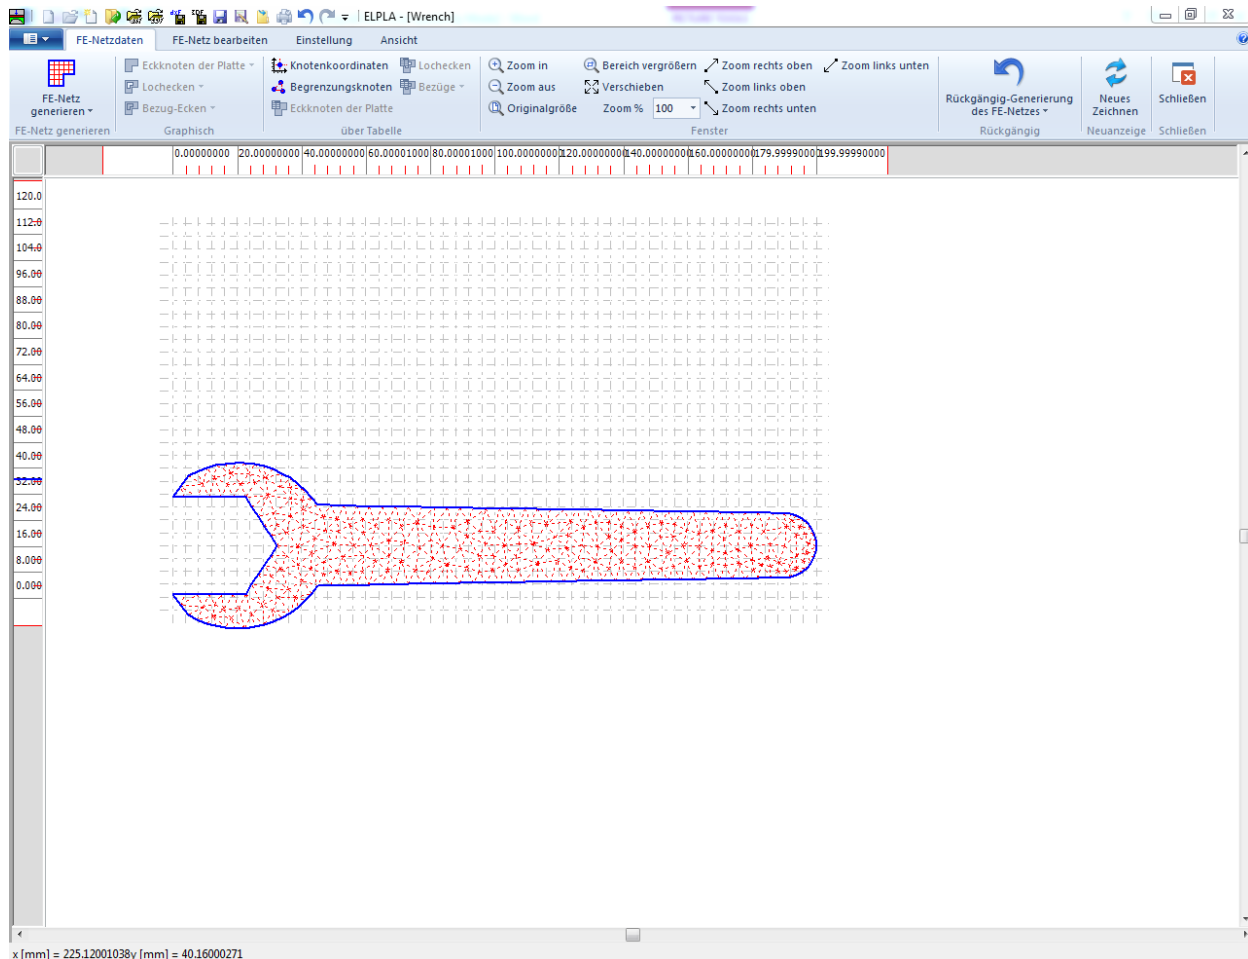 ELPLA - [Wrench]
FE-Netzdaten FE-Netz bearbeiten Einstellung Ansicht
Eckknoten der Platte Knotenkoordinaten Lochecken Zoom in Bereich vergrößern Zoom rechts oben Zoom links unten
Lochecken Begrenzungsknoten Bezüge Zoom aus Verschieben Zoom links oben
FE-Netz generieren Bezug-Ecken Eckknoten der Platte Originalgröße Zoom % 100 Zoom rechts unten Rückgängig-Generierung des FE-Netzes Neues Zeichnen Schließen
FE-Netz generieren Graphisch über Tabelle Fenster Rückgängig Neuanzeige Schließen
0.00000000 20.00000000 40.00000000 60.00001000 80.00001000 100.00000000 120.00000000 140.00000000 160.00000000 179.99990000 199.99990000
120.0
112.0
104.0
96.00
88.00
80.00
72.00
64.00
56.00
48.00
40.00
32.00
24.00
16.00
8.000
0.000
x [mm] = 225.12001038y [mm] = 40.16000271